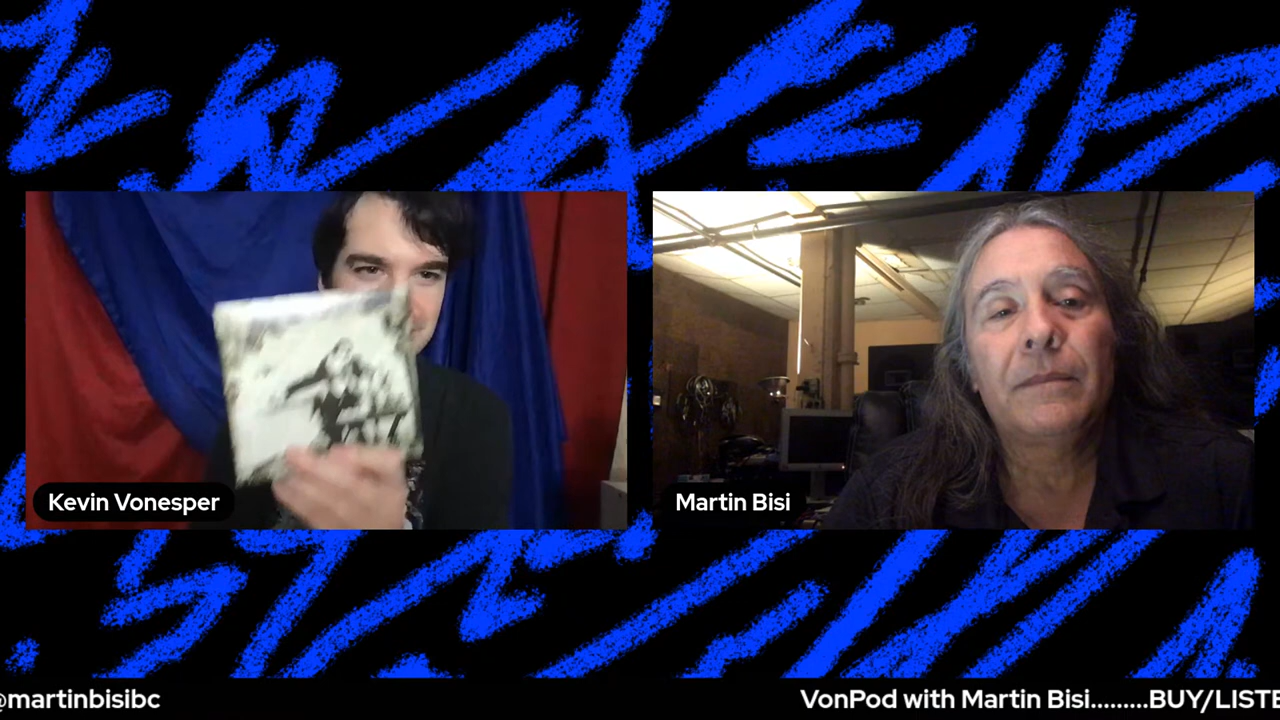 Kevin Vonesper
Martin Bisi
@martinbisibc VonPod with Martin Bisi.........BUY/LISTE